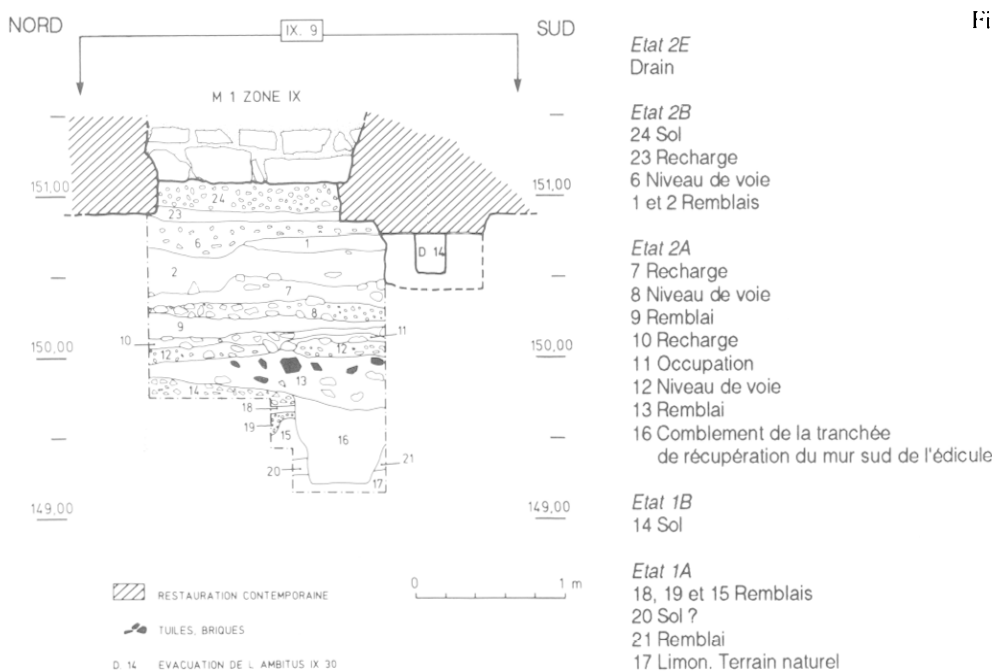 NORD
IX. 9
SUD
Fi
M 1 ZONE IX
151,00
151,00
24
23
6
1
D 14
2
7
8
9
11
10
12
12
150,00
150,00
13
14
18
19
15
16
20
21
17
149,00
149,00
RESTAURATION CONTEMPORAINE
0
1 m
TUILES, BRIQUES
D. 14 EVACUATION DE L AMBITUS IX 30
Etat 2E
Drain
Etat 2B
24 Sol
23 Recharge
6 Niveau de voie
1 et 2 Remblais
Etat 2A
7 Recharge
8 Niveau de voie
9 Remblai
10 Recharge
11 Occupation
12 Niveau de voie
13 Remblai
16 Comblement de la tranchée
de récupération du mur sud de l'édicule
Etat 1B
14 Sol
Etat 1A
18, 19 et 15 Remblais
20 Sol ?
21 Remblai
17 Limon. Terrain naturel